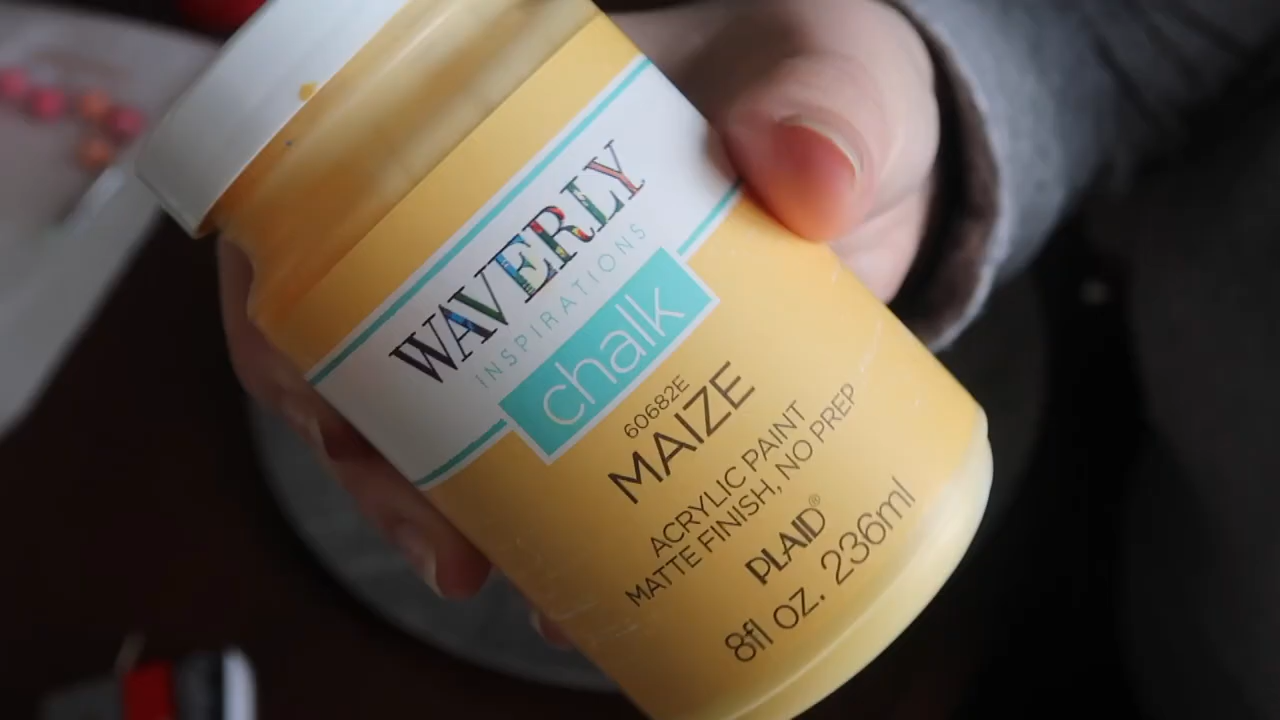 WAVERLY
INSPIRATIONS
chalk
60682E
MAIZE
ACRYLIC PAINT
MATTE FINISH, NO PREP
PLAID®
8fl oz. 236ml